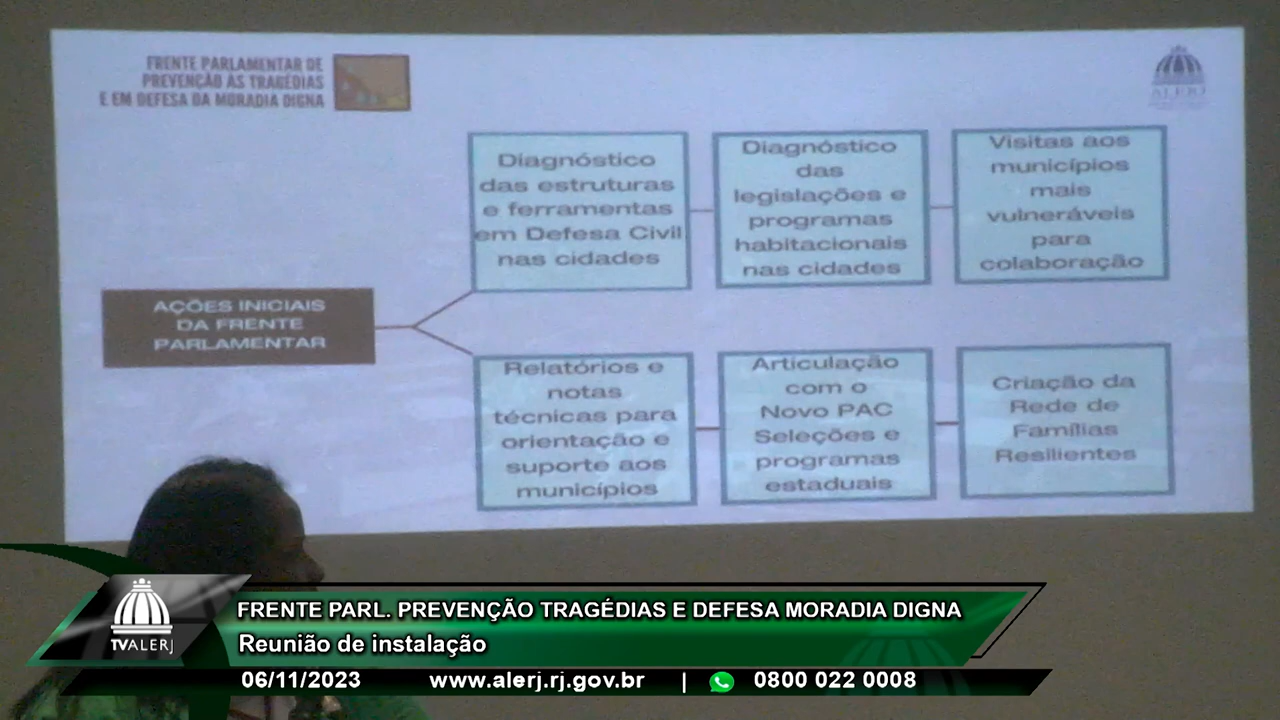 FRENTE PARLAMENTAR DE
PREVENÇÃO ÀS TRAGÉDIAS
E EM DEFESA DA MORADIA DIGNA
ALERJ
AÇÕES INICIAIS
DA FRENTE
PARLAMENTAR
Diagnóstico
das estruturas
e ferramentas
em Defesa Civil
nas cidades
Diagnóstico
das
legislações e
programas
habitacionais
nas cidades
Visitas aos
municípios
mais
vulneráveis
para
colaboração
Relatórios e
notas
técnicas para
orientação e
suporte aos
municípios
Articulação
com o
Novo PAC
Seleções e
programas
estaduais
Criação da
Rede de
Famílias
Resilientes
TVALERJ
FRENTE PARL. PREVENÇÃO TRAGÉDIAS E DEFESA MORADIA DIGNA
Reunião de instalação
06/11/2023 www.alerj.rj.gov.br | 0800 022 0008